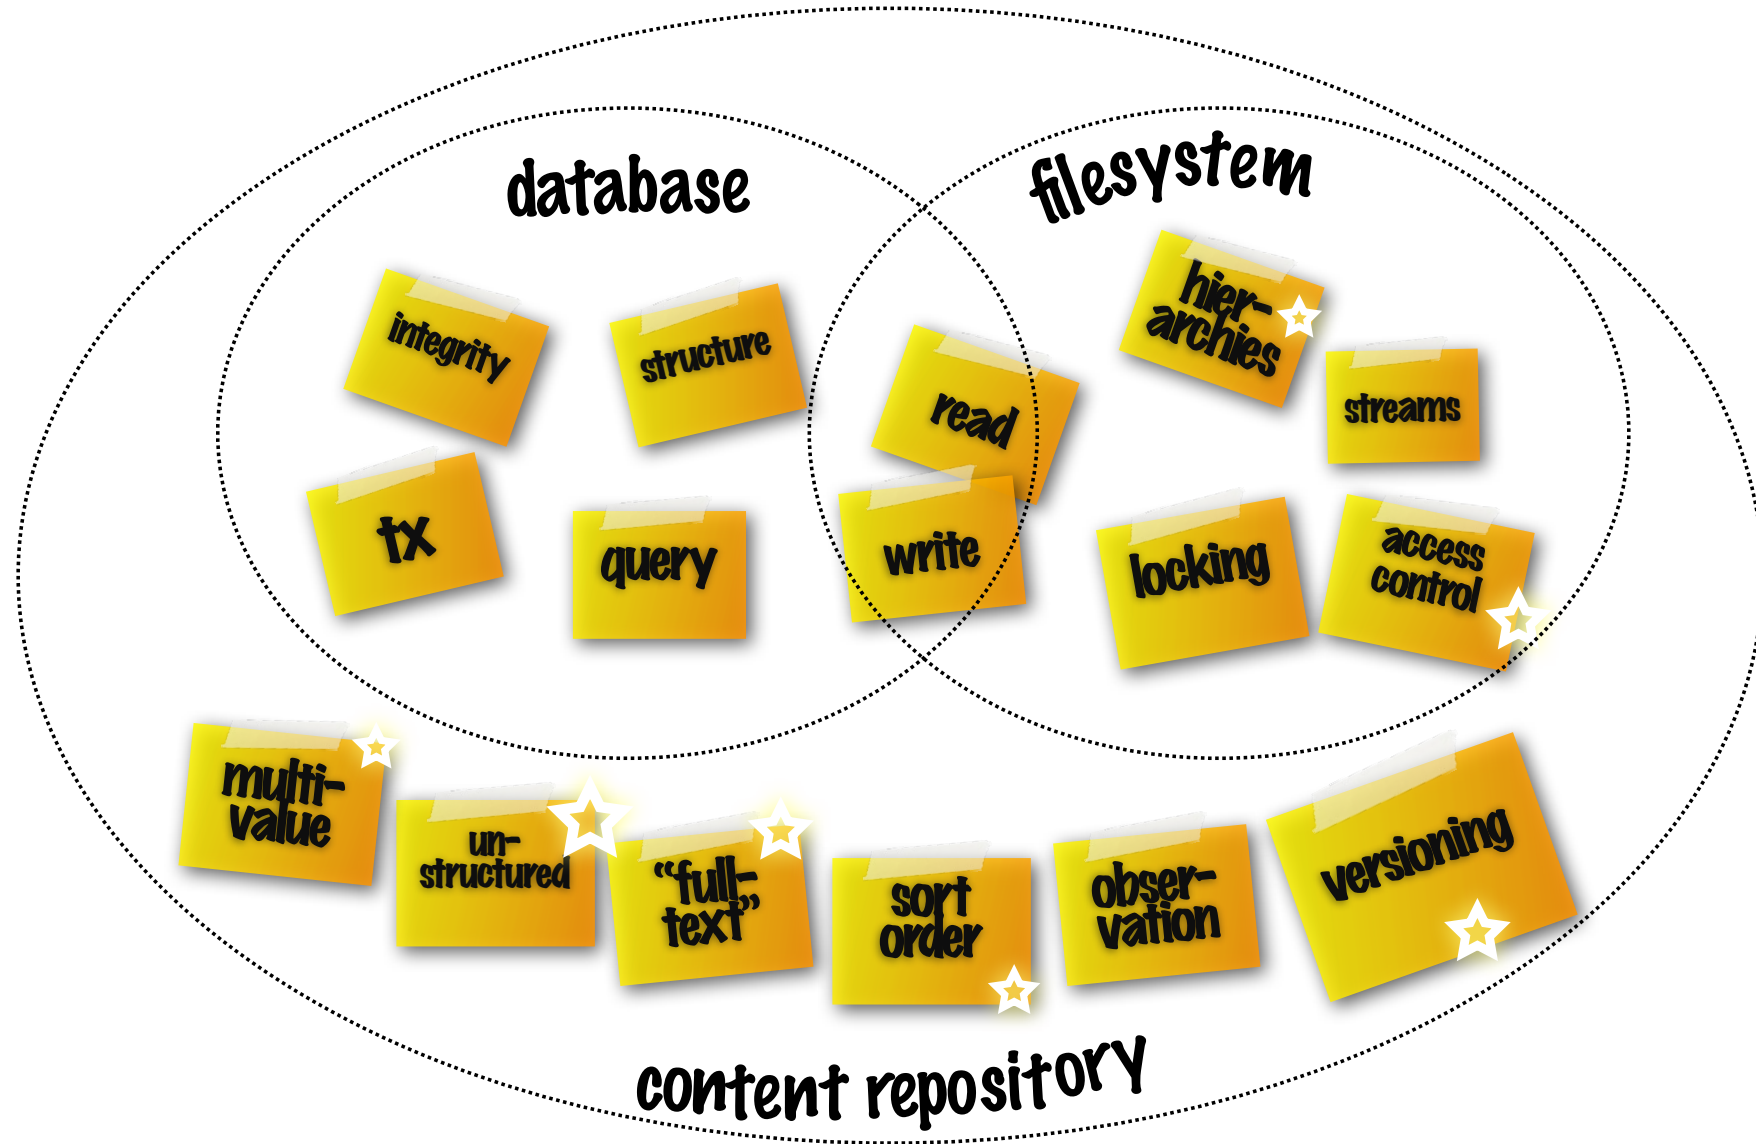 database
filesystem
integrity
structure
tx
query
read
write
hier-
archies
streams
locking
access
control
multi-
value
un-
structured
“full-
text”
sort
order
obser-
vation
versioning
content repository